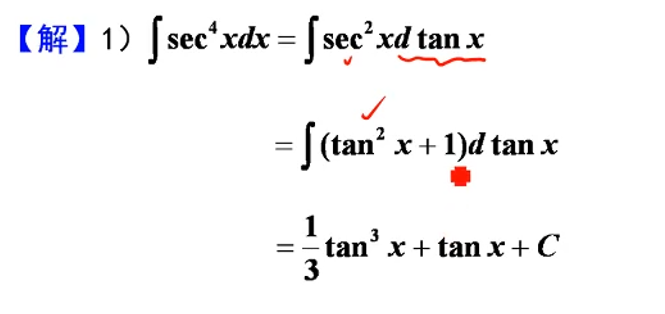 【解】1) ∫sec⁴xdx = ∫sec²xd tan x
= ∫(tan² x + 1)d tan x
= 1/3 tan³ x + tan x + C